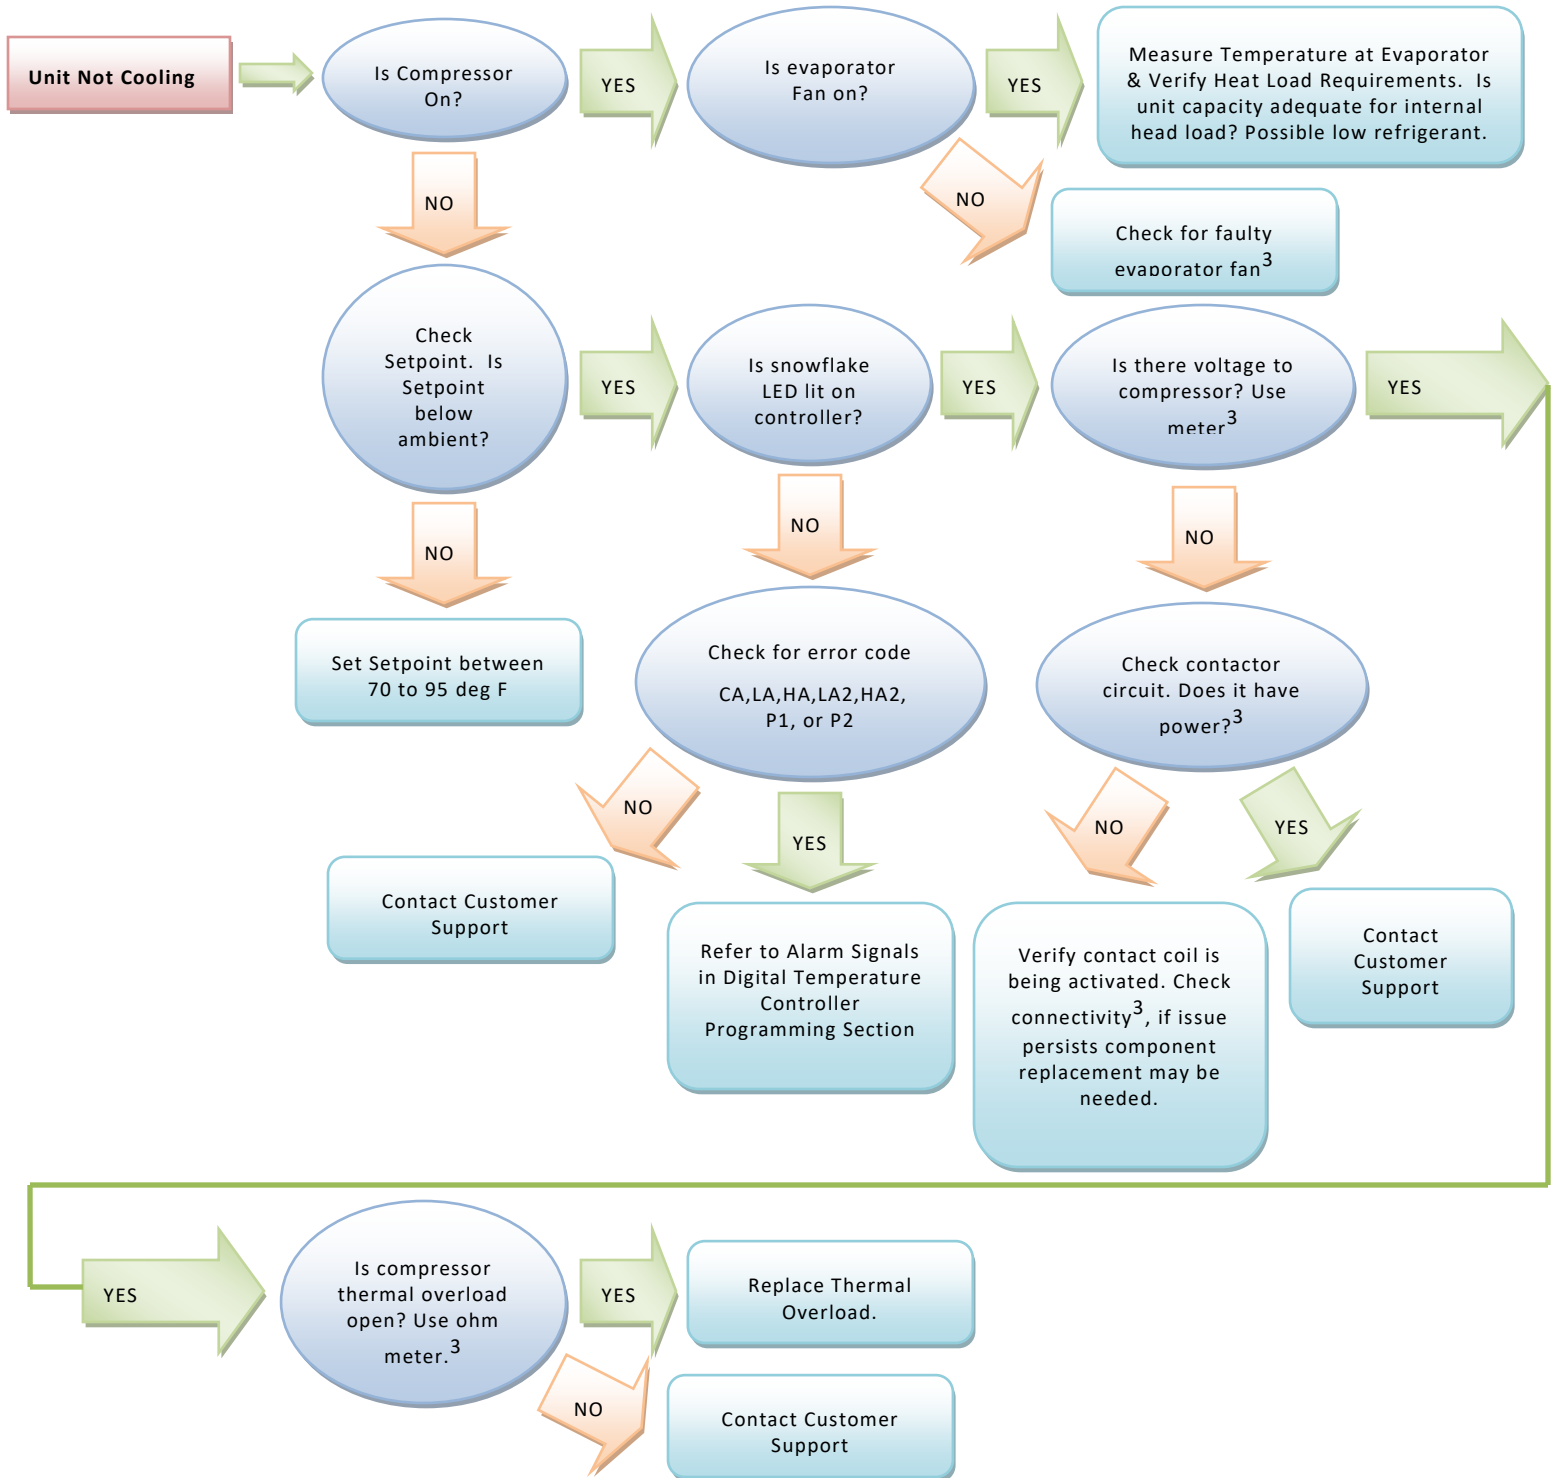 Unit Not Cooling
Is Compressor
On?
YES
Is evaporator
Fan on?
YES
Measure Temperature at Evaporator
& Verify Heat Load Requirements. Is
unit capacity adequate for internal
head load? Possible low refrigerant.
NO
NO
Check for faulty
evaporator fan3
Check
Setpoint. Is
Setpoint
below
ambient?
YES
Is snowflake
LED lit on
controller?
YES
Is there voltage to
compressor? Use
meter3
YES
NO
NO
NO
Set Setpoint between
70 to 95 deg F
Check for error code
CA,LA,HA,LA2,HA2,
P1, or P2
Check contactor
circuit. Does it have
power?3
NO
YES
NO
YES
Contact Customer
Support
Refer to Alarm Signals
in Digital Temperature
Controller
Programming Section
Verify contact coil is
being activated. Check
connectivity3, if issue
persists component
replacement may be
needed.
Contact
Customer
Support
YES
Is compressor
thermal overload
open? Use ohm
meter.3
YES
Replace Thermal
Overload.
NO
Contact Customer
Support